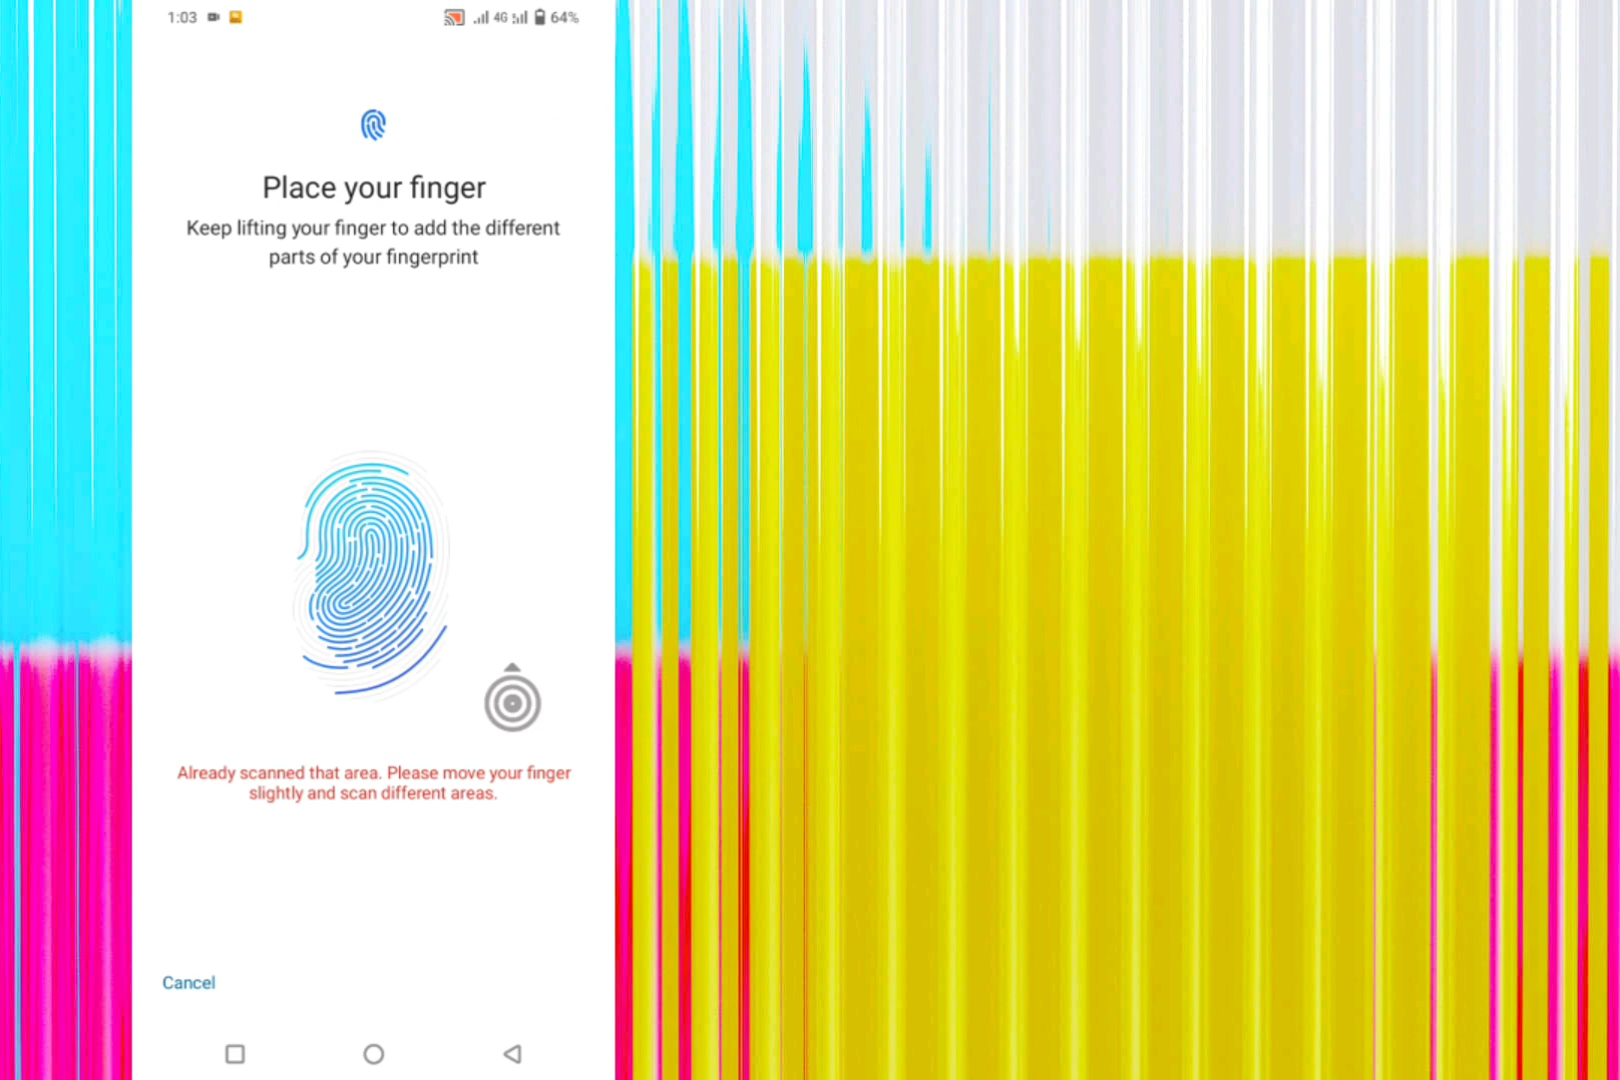 1:03 4G 64%
Place your finger
Keep lifting your finger to add the different
parts of your fingerprint
Already scanned that area. Please move your finger
slightly and scan different areas.
Cancel